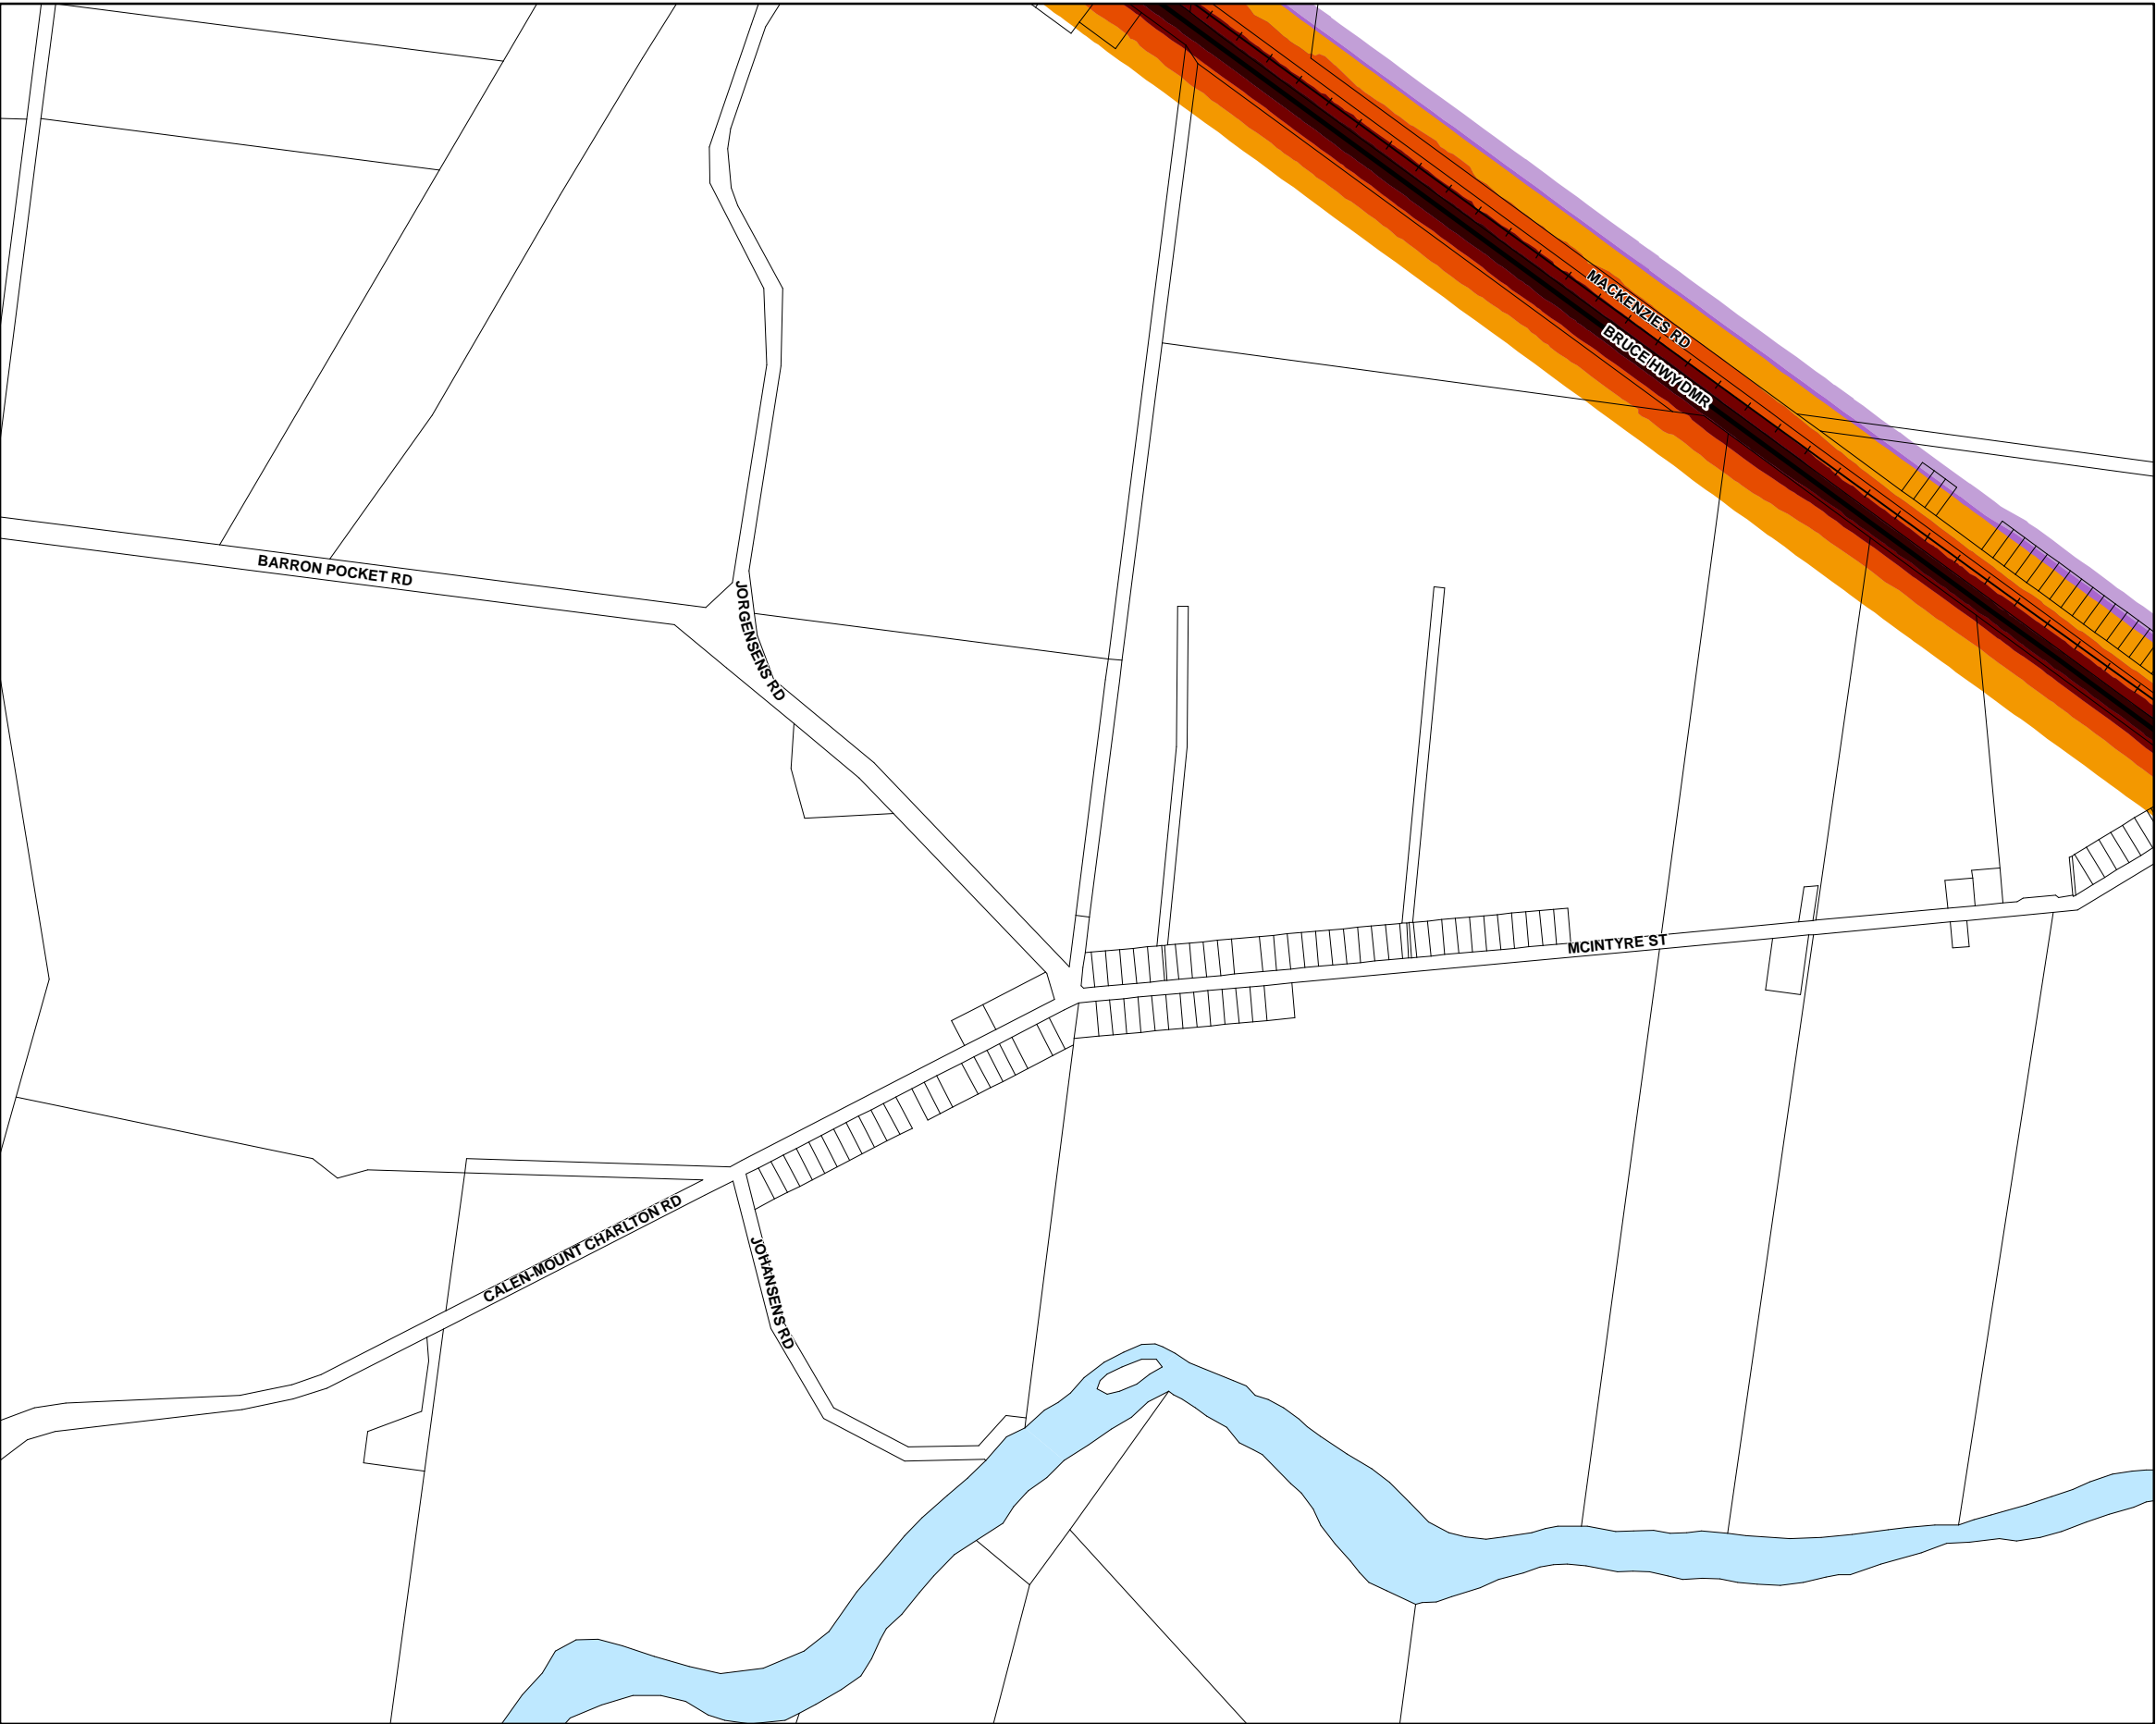 MACKENZIES RD
BRUCE HWY DMR
BARRON POCKET RD
JORGENSENS RD
MCINTYRE ST
CALEN-MOUNT CHARLTON RD
JOHANSENS RD